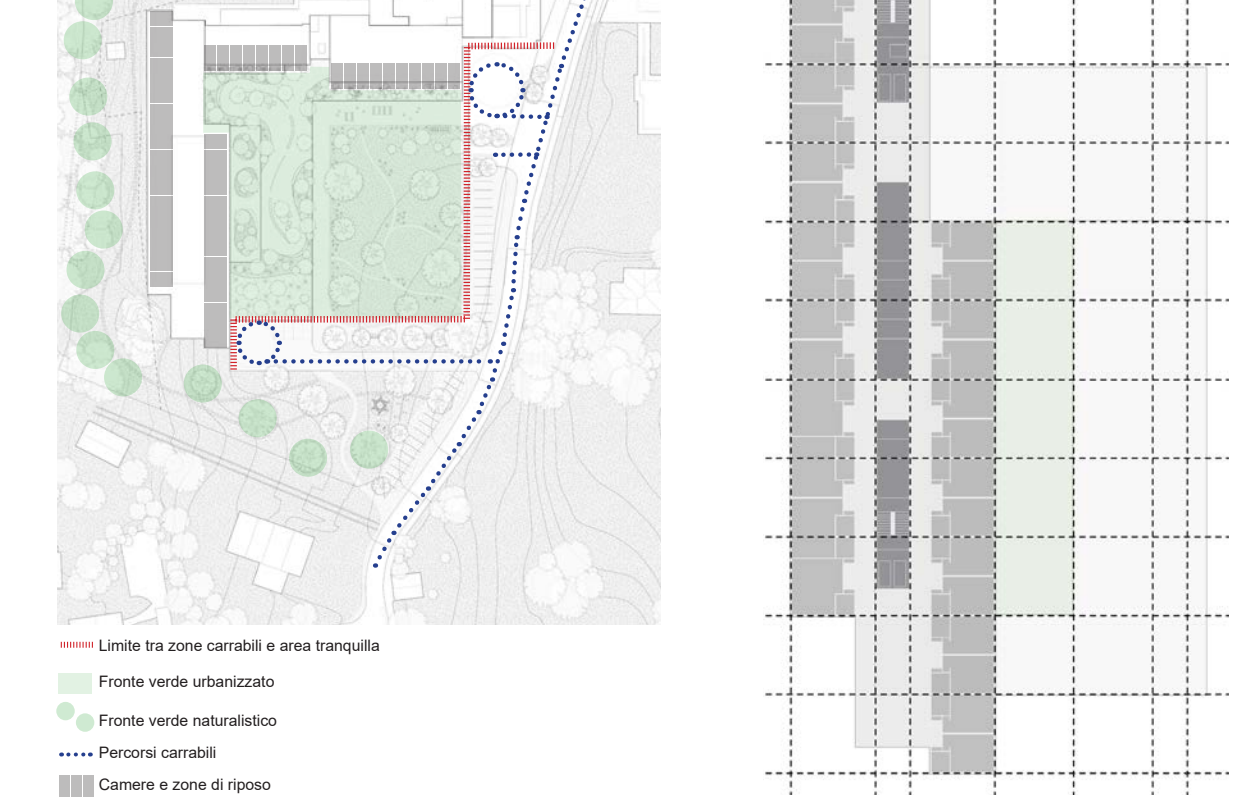 Limite tra zone carrabili e area tranquilla
Fronte verde urbanizzato
Fronte verde naturalistico
Percorsi carrabili
Camere e zone di riposo